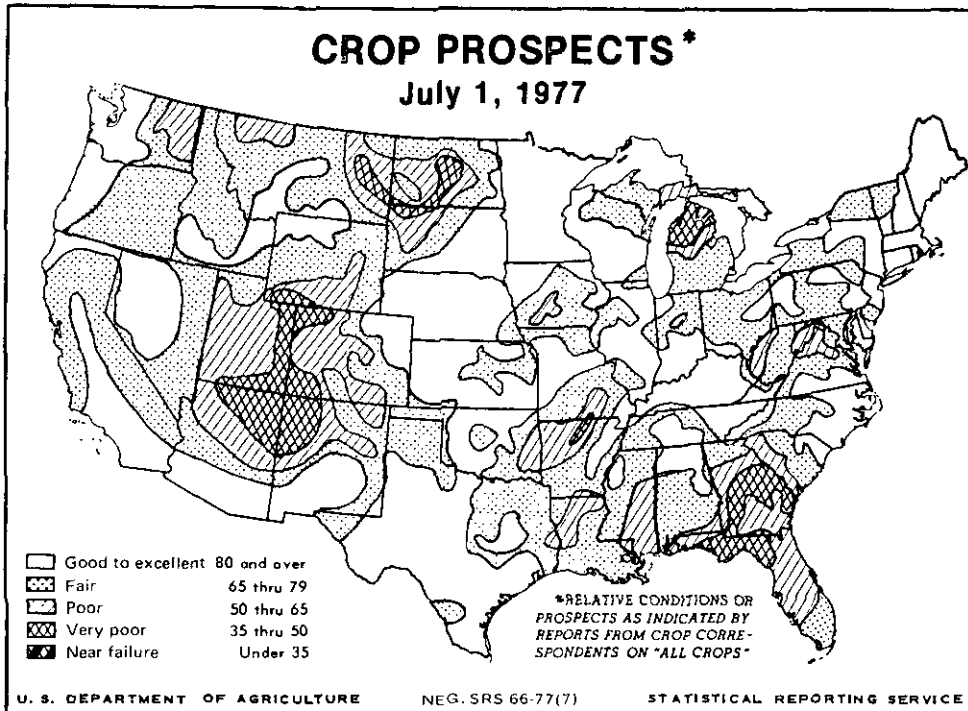 CROP PROSPECTS*
July 1, 1977
Good to excellent 80 and over
Fair 65 thru 79
Poor 50 thru 65
Very poor 35 thru 50
Near failure Under 35
*RELATIVE CONDITIONS OR
PROSPECTS AS INDICATED BY
REPORTS FROM CROP CORRE-
SPONDENTS ON "ALL CROPS"
U. S. DEPARTMENT OF AGRICULTURE NEG. SRS 66-77(7) STATISTICAL REPORTING SERVICE